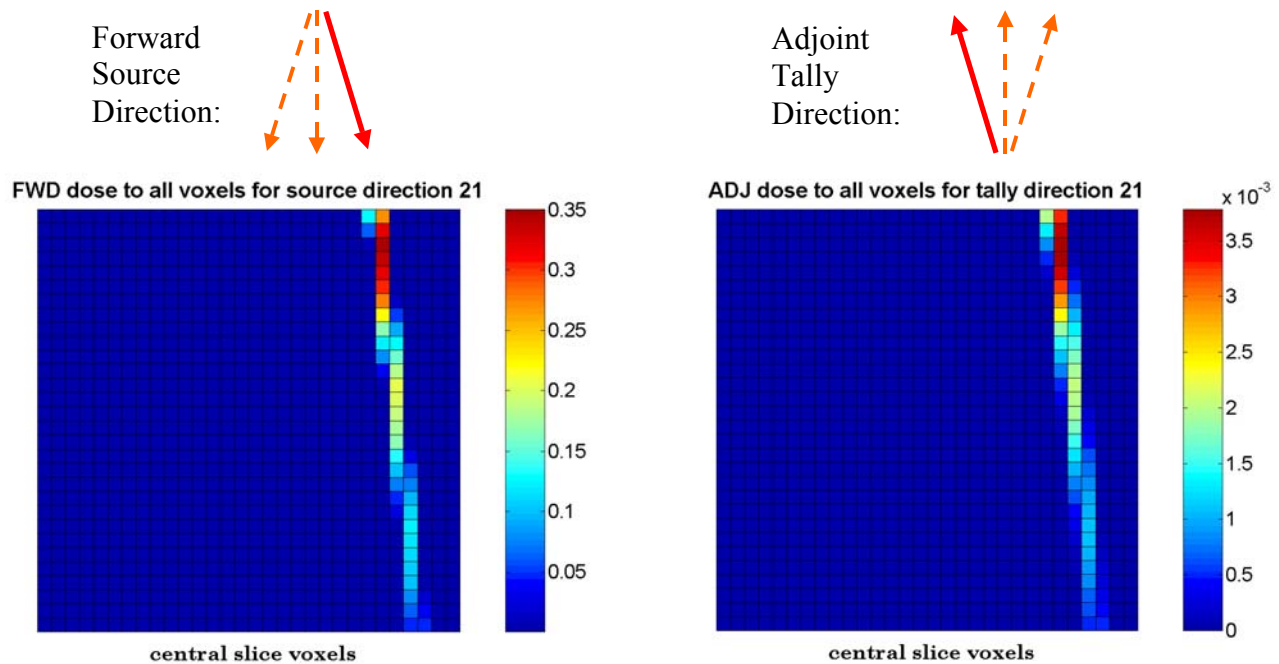 Forward
Source
Direction:
Adjoint
Tally
Direction:
FWD dose to all voxels for source direction 21
0.35
0.3
0.25
0.2
0.15
0.1
0.05
central slice voxels
ADJ dose to all voxels for tally direction 21
x 10⁻³
3.5
3
2.5
2
1.5
1
0.5
0
central slice voxels